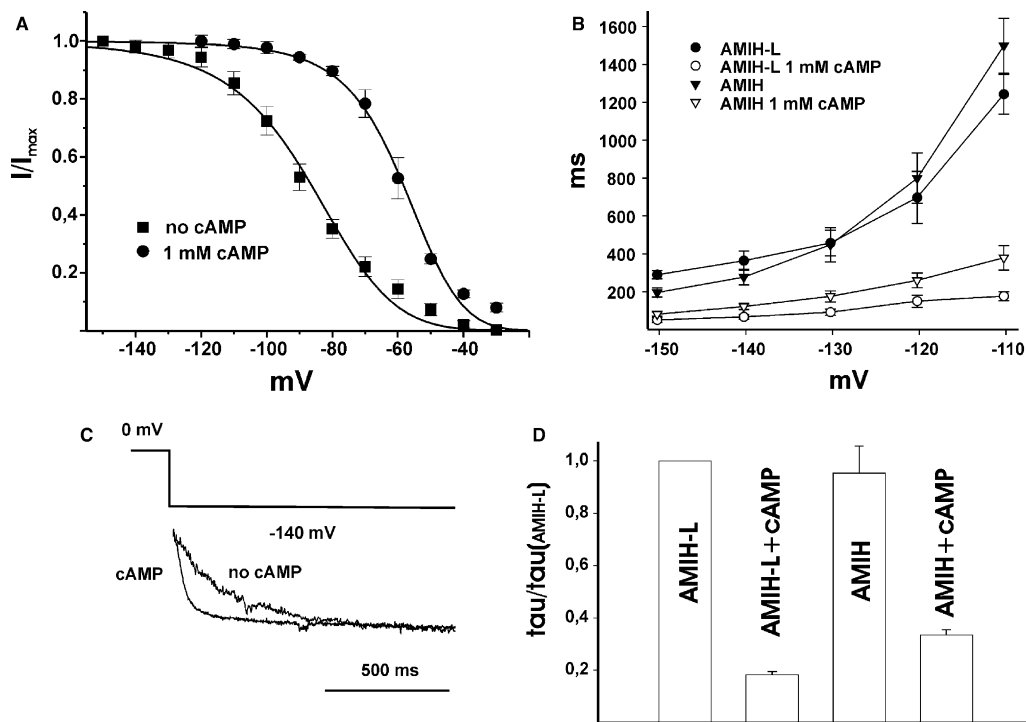 A
1.0
0.8
0.6
0,4
0.2
I/Imax
no cAMP
1 mM cAMP
-140
-120
-100
-80
-60
-40
mV
B
1600
1400
1200
1000
800
600
400
200
ms
AMIH-L
AMIH-L 1 mM cAMP
AMIH
AMIH 1 mM cAMP
-150
-140
-130
-120
-110
mV
C
0 mV
-140 mV
cAMP
no cAMP
500 ms
D
1,0
0,8
0,6
0,4
0,2
tau/tau(AMIH-L)
AMIH-L
AMIH-L+cAMP
AMIH
AMIH+cAMP